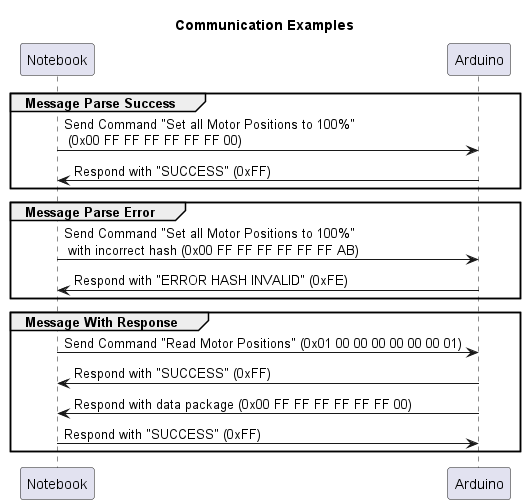 Communication Examples
Notebook
Arduino
Message Parse Success
Send Command "Set all Motor Positions to 100%"
(0x00 FF FF FF FF FF FF 00)
Respond with "SUCCESS" (0xFF)
Message Parse Error
Send Command "Set all Motor Positions to 100%"
with incorrect hash (0x00 FF FF FF FF FF FF AB)
Respond with "ERROR HASH INVALID" (0xFE)
Message With Response
Send Command "Read Motor Positions" (0x01 00 00 00 00 00 00 01)
Respond with "SUCCESS" (0xFF)
Respond with data package (0x00 FF FF FF FF FF FF 00)
Respond with "SUCCESS" (0xFF)
Notebook
Arduino